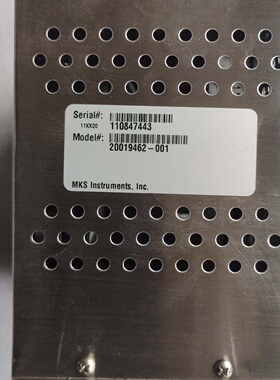 Serial#:
11XX20 110847443
Model#:
20019462-001
MKS Instruments, Inc.